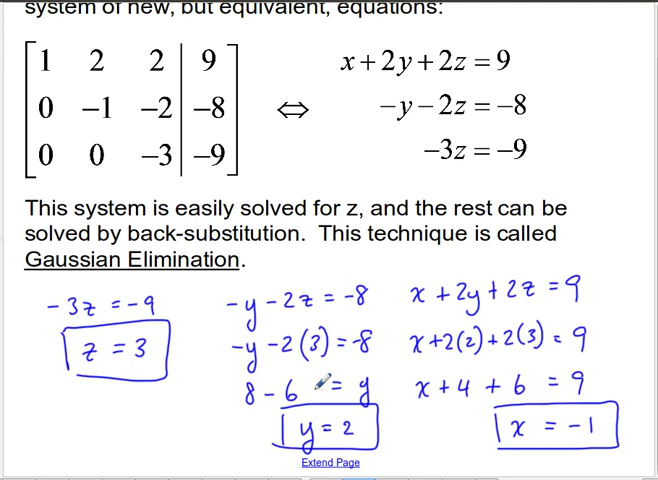 system of new, but equivalent, equations:
1 2 2 | 9
0 −1 −2 | −8
0 0 −3 | −9
⇔
x + 2y + 2z = 9
−y − 2z = −8
−3z = −9
This system is easily solved for z, and the rest can be
solved by back-substitution.  This technique is called
Gaussian Elimination.
-3z = -9
z = 3
-y - 2z = -8
-y - 2(3) = -8
8 - 6 = y
y = 2
x + 2y + 2z = 9
x + 2(2) + 2(3) = 9
x + 4 + 6 = 9
x = -1
Extend Page